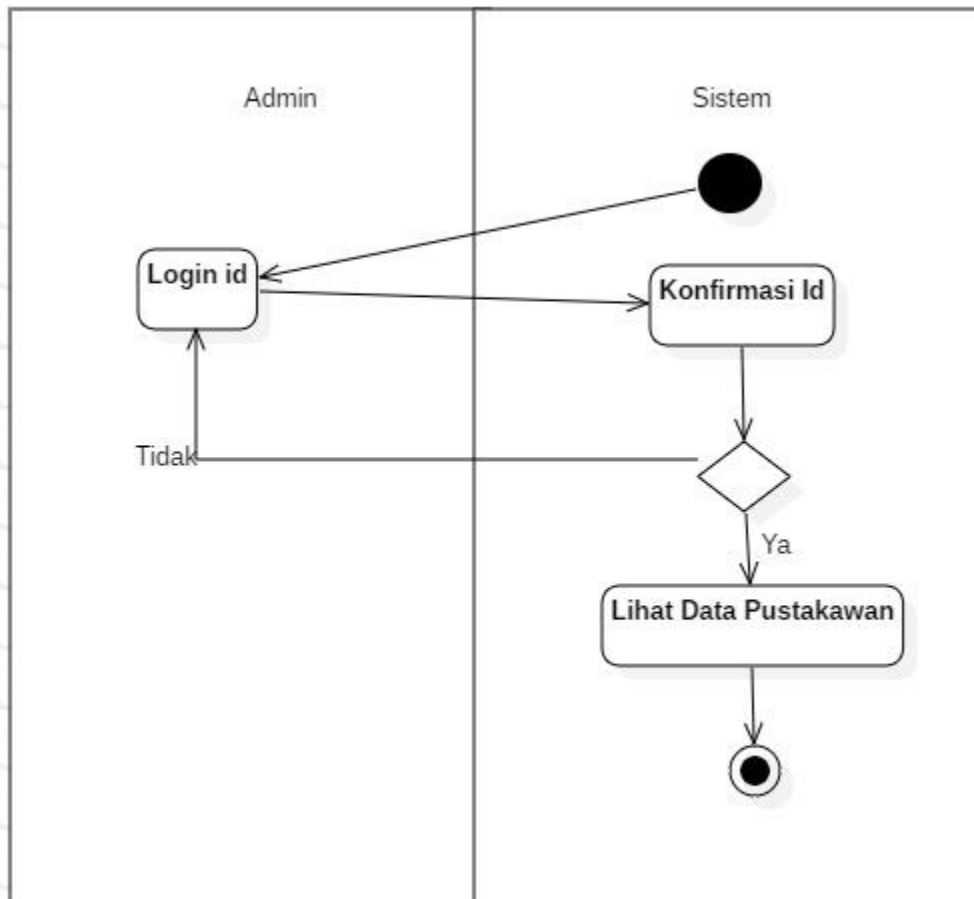 Admin
Sistem
Login id
Konfirmasi Id
Tidak
Ya
Lihat Data Pustakawan